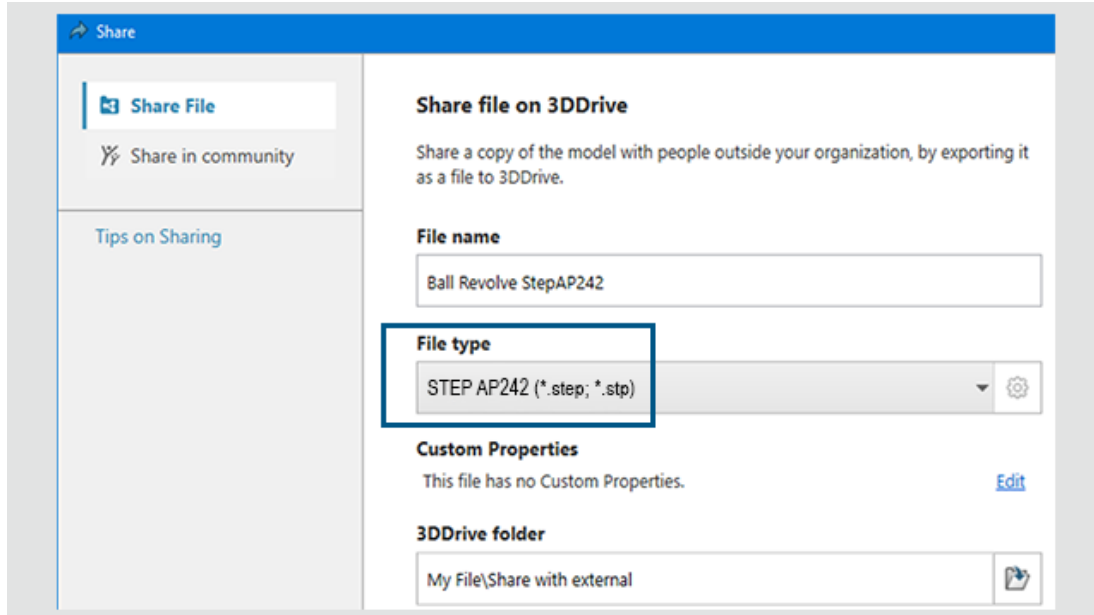 Share
Share File
Share in community
Tips on Sharing
Share file on 3DDrive
Share a copy of the model with people outside your organization, by exporting it
as a file to 3DDrive.
File name
Ball Revolve StepAP242
File type
STEP AP242 (*.step; *.stp)
Custom Properties
This file has no Custom Properties.
Edit
3DDrive folder
My File\Share with external